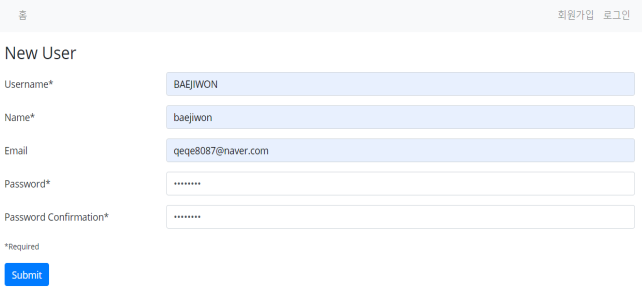 홈 회원가입 로그인
New User
Username* BAEJIWON
Name* baejiwon
Email qeqe8087@naver.com
Password* ••••••••
Password Confirmation* ••••••••
*Required
Submit